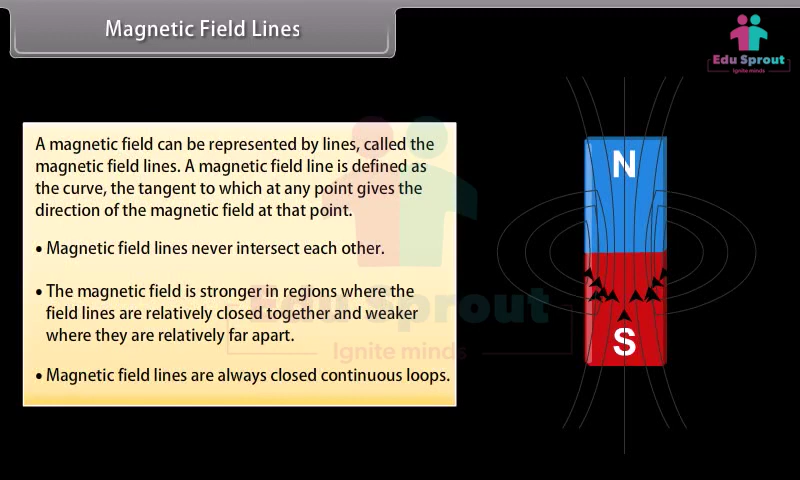 Magnetic Field Lines
Edu Sprout
Ignite minds
A magnetic field can be represented by lines, called the
magnetic field lines. A magnetic field line is defined as
the curve, the tangent to which at any point gives the
direction of the magnetic field at that point.
• Magnetic field lines never intersect each other.
• The magnetic field is stronger in regions where the
field lines are relatively closed together and weaker
where they are relatively far apart.
• Magnetic field lines are always closed continuous loops.
Edu Sprout
Ignite minds
N
S